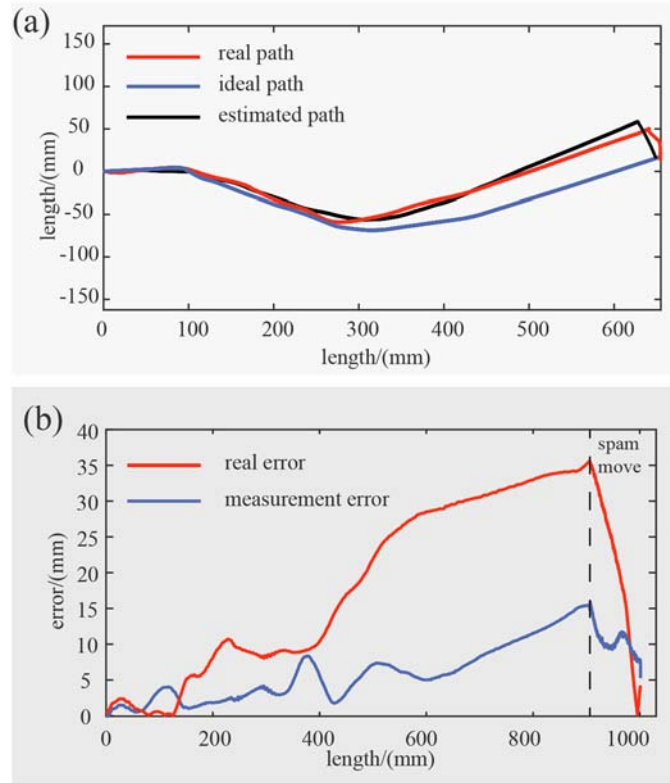 (a)
150
100
50
0
-50
-100
-150
length/(mm)
real path
ideal path
estimated path
0
100
200
300
400
500
600
length/(mm)
(b)
40
35
30
25
20
15
10
5
0
error/(mm)
real error
measurement error
spam
move
0
200
400
600
800
1000
length/(mm)